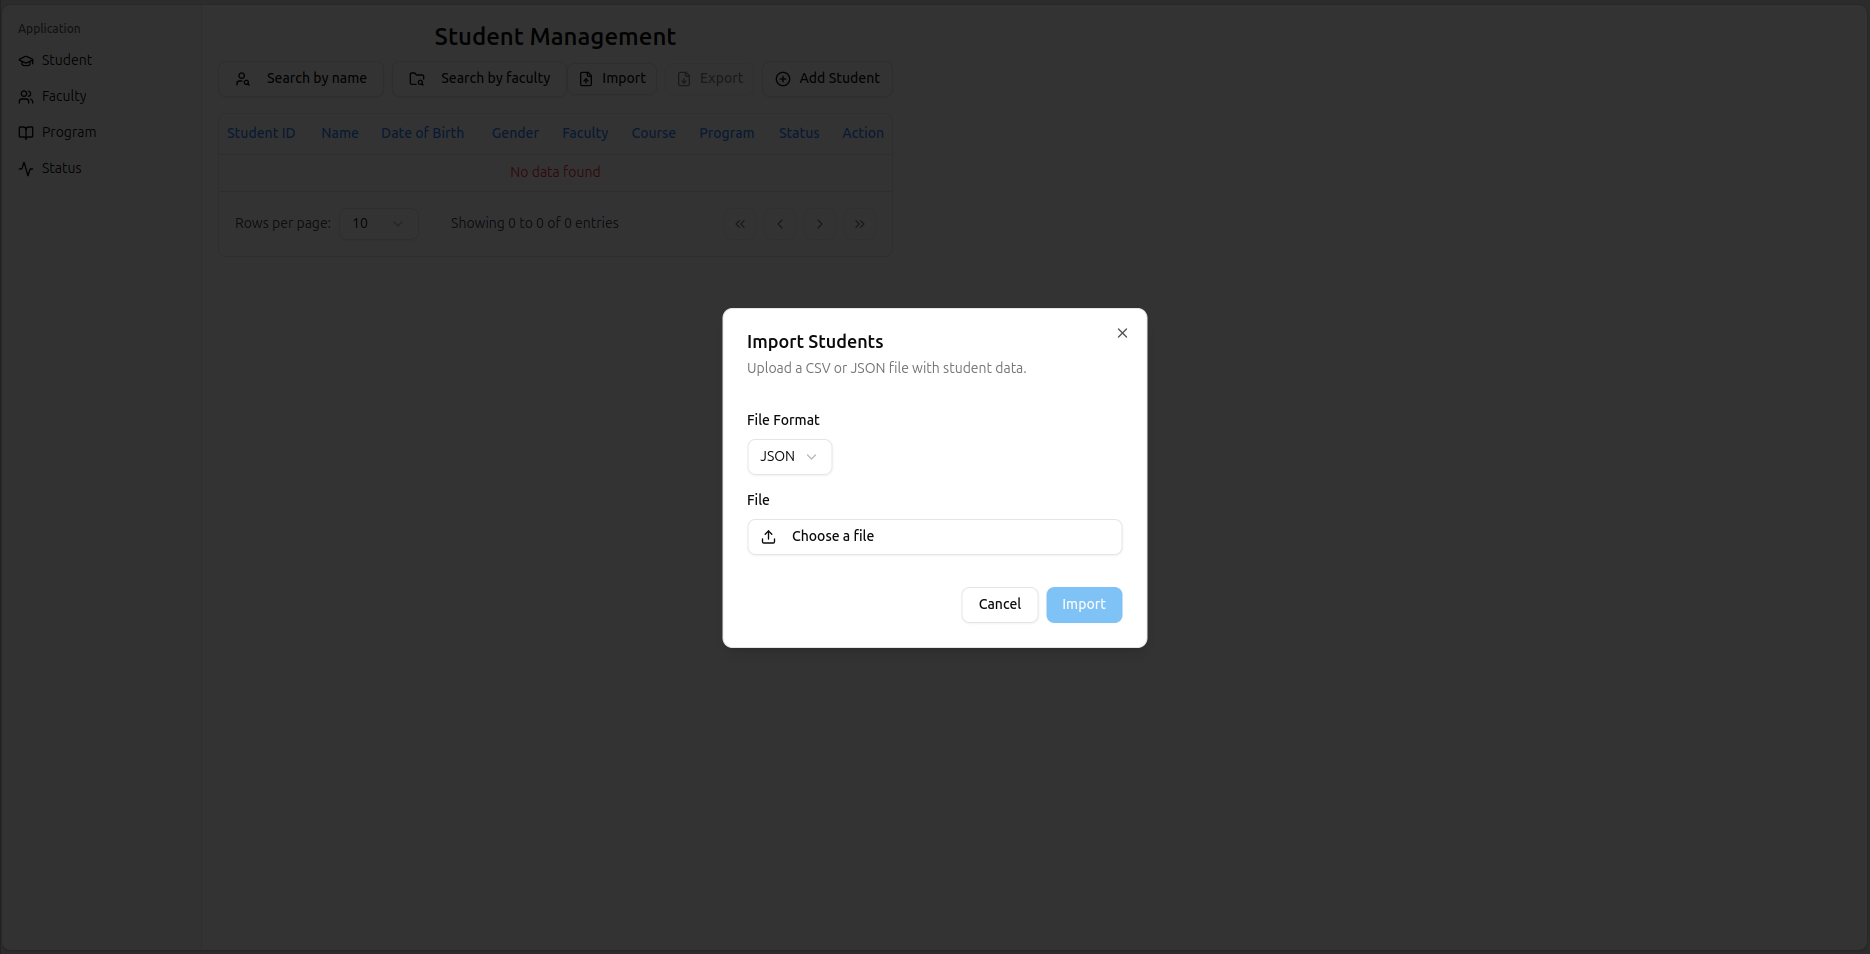 Application
Student
Faculty
Program
Status
Student Management
Search by name
Search by faculty
Import
Export
Add Student
Student ID Name Date of Birth Gender Faculty Course Program Status Action
No data found
Rows per page: 10 Showing 0 to 0 of 0 entries
Import Students
Upload a CSV or JSON file with student data.
File Format
JSON
File
Choose a file
Cancel
Import